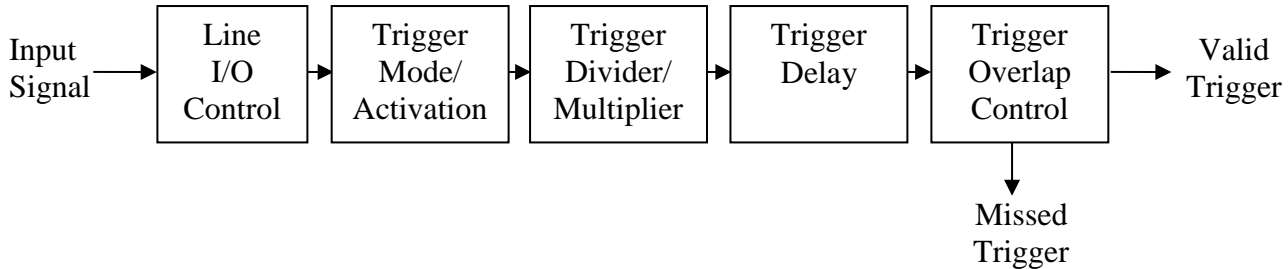 Input
Signal
Line
I/O
Control
Trigger
Mode/
Activation
Trigger
Divider/
Multiplier
Trigger
Delay
Trigger
Overlap
Control
Valid
Trigger
Missed
Trigger